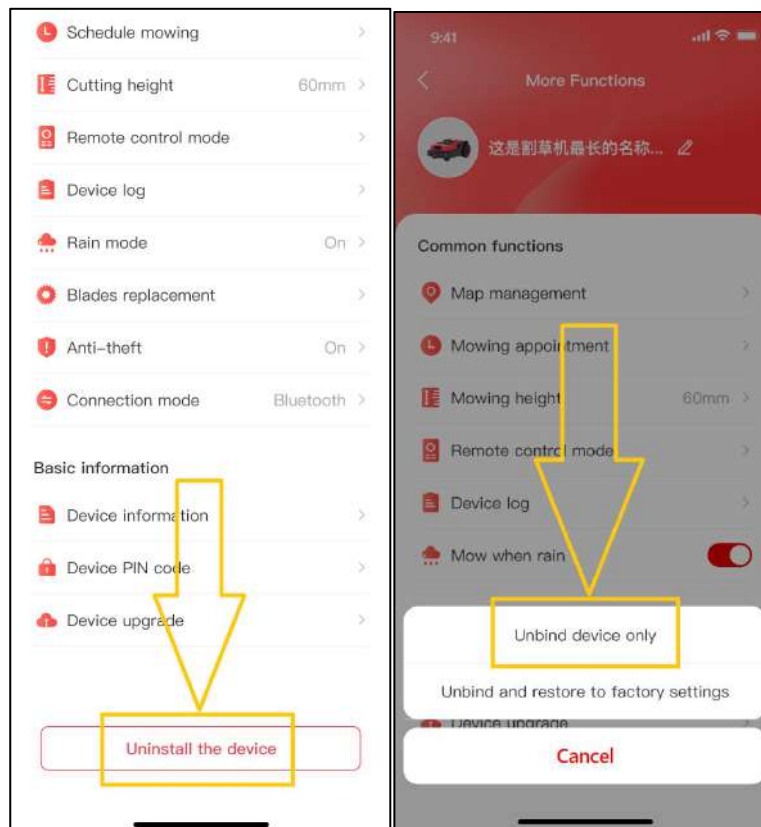 Schedule mowing
Cutting height 60mm
Remote control mode
Device log
Rain mode On
Blades replacement
Anti-theft On
Connection mode Bluetooth
Basic information
Device information
Device PIN code
Device upgrade
Uninstall the device
9:41
More Functions
这是割草机最长的名称...
Common functions
Map management
Mowing appointment
Mowing height 60mm
Remote control mode
Device log
Mow when rain
Unbind device only
Unbind and restore to factory settings
Device upgrade
Cancel